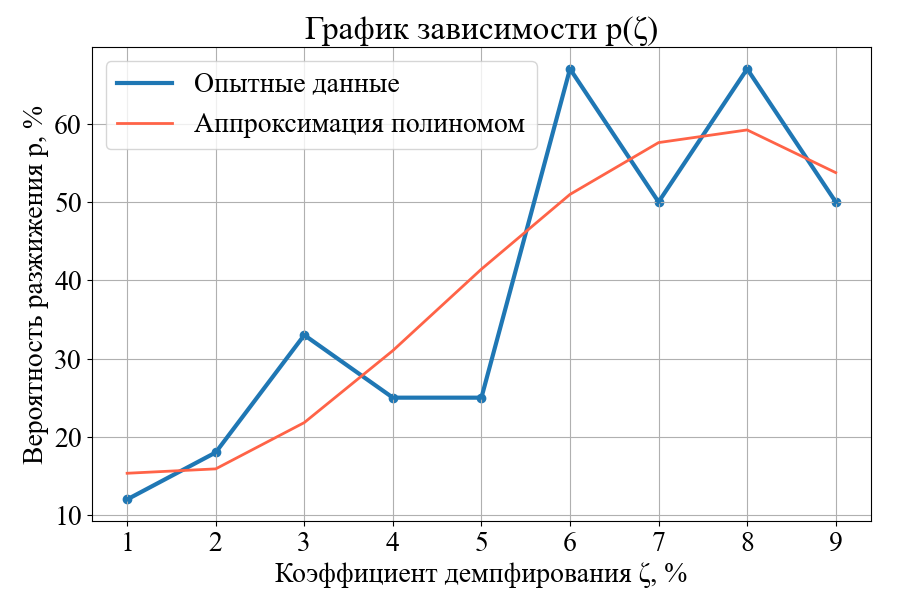 График зависимости p(ζ)
Опытные данные
Аппроксимация полиномом
Вероятность разжижения p, %
60
50
40
30
20
10
1 2 3 4 5 6 7 8 9
Коэффициент демпфирования ζ, %